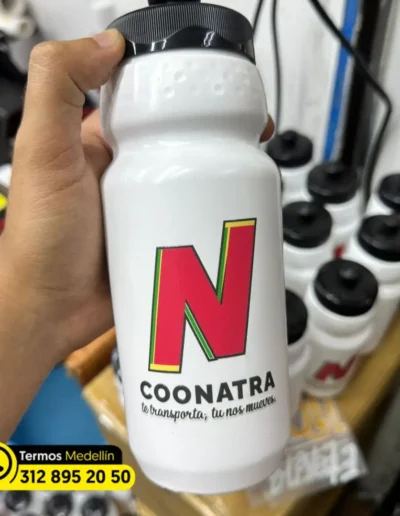 N
COONATRA
te transporta, tu nos mueves.
N
Termos Medellín
312 895 20 50